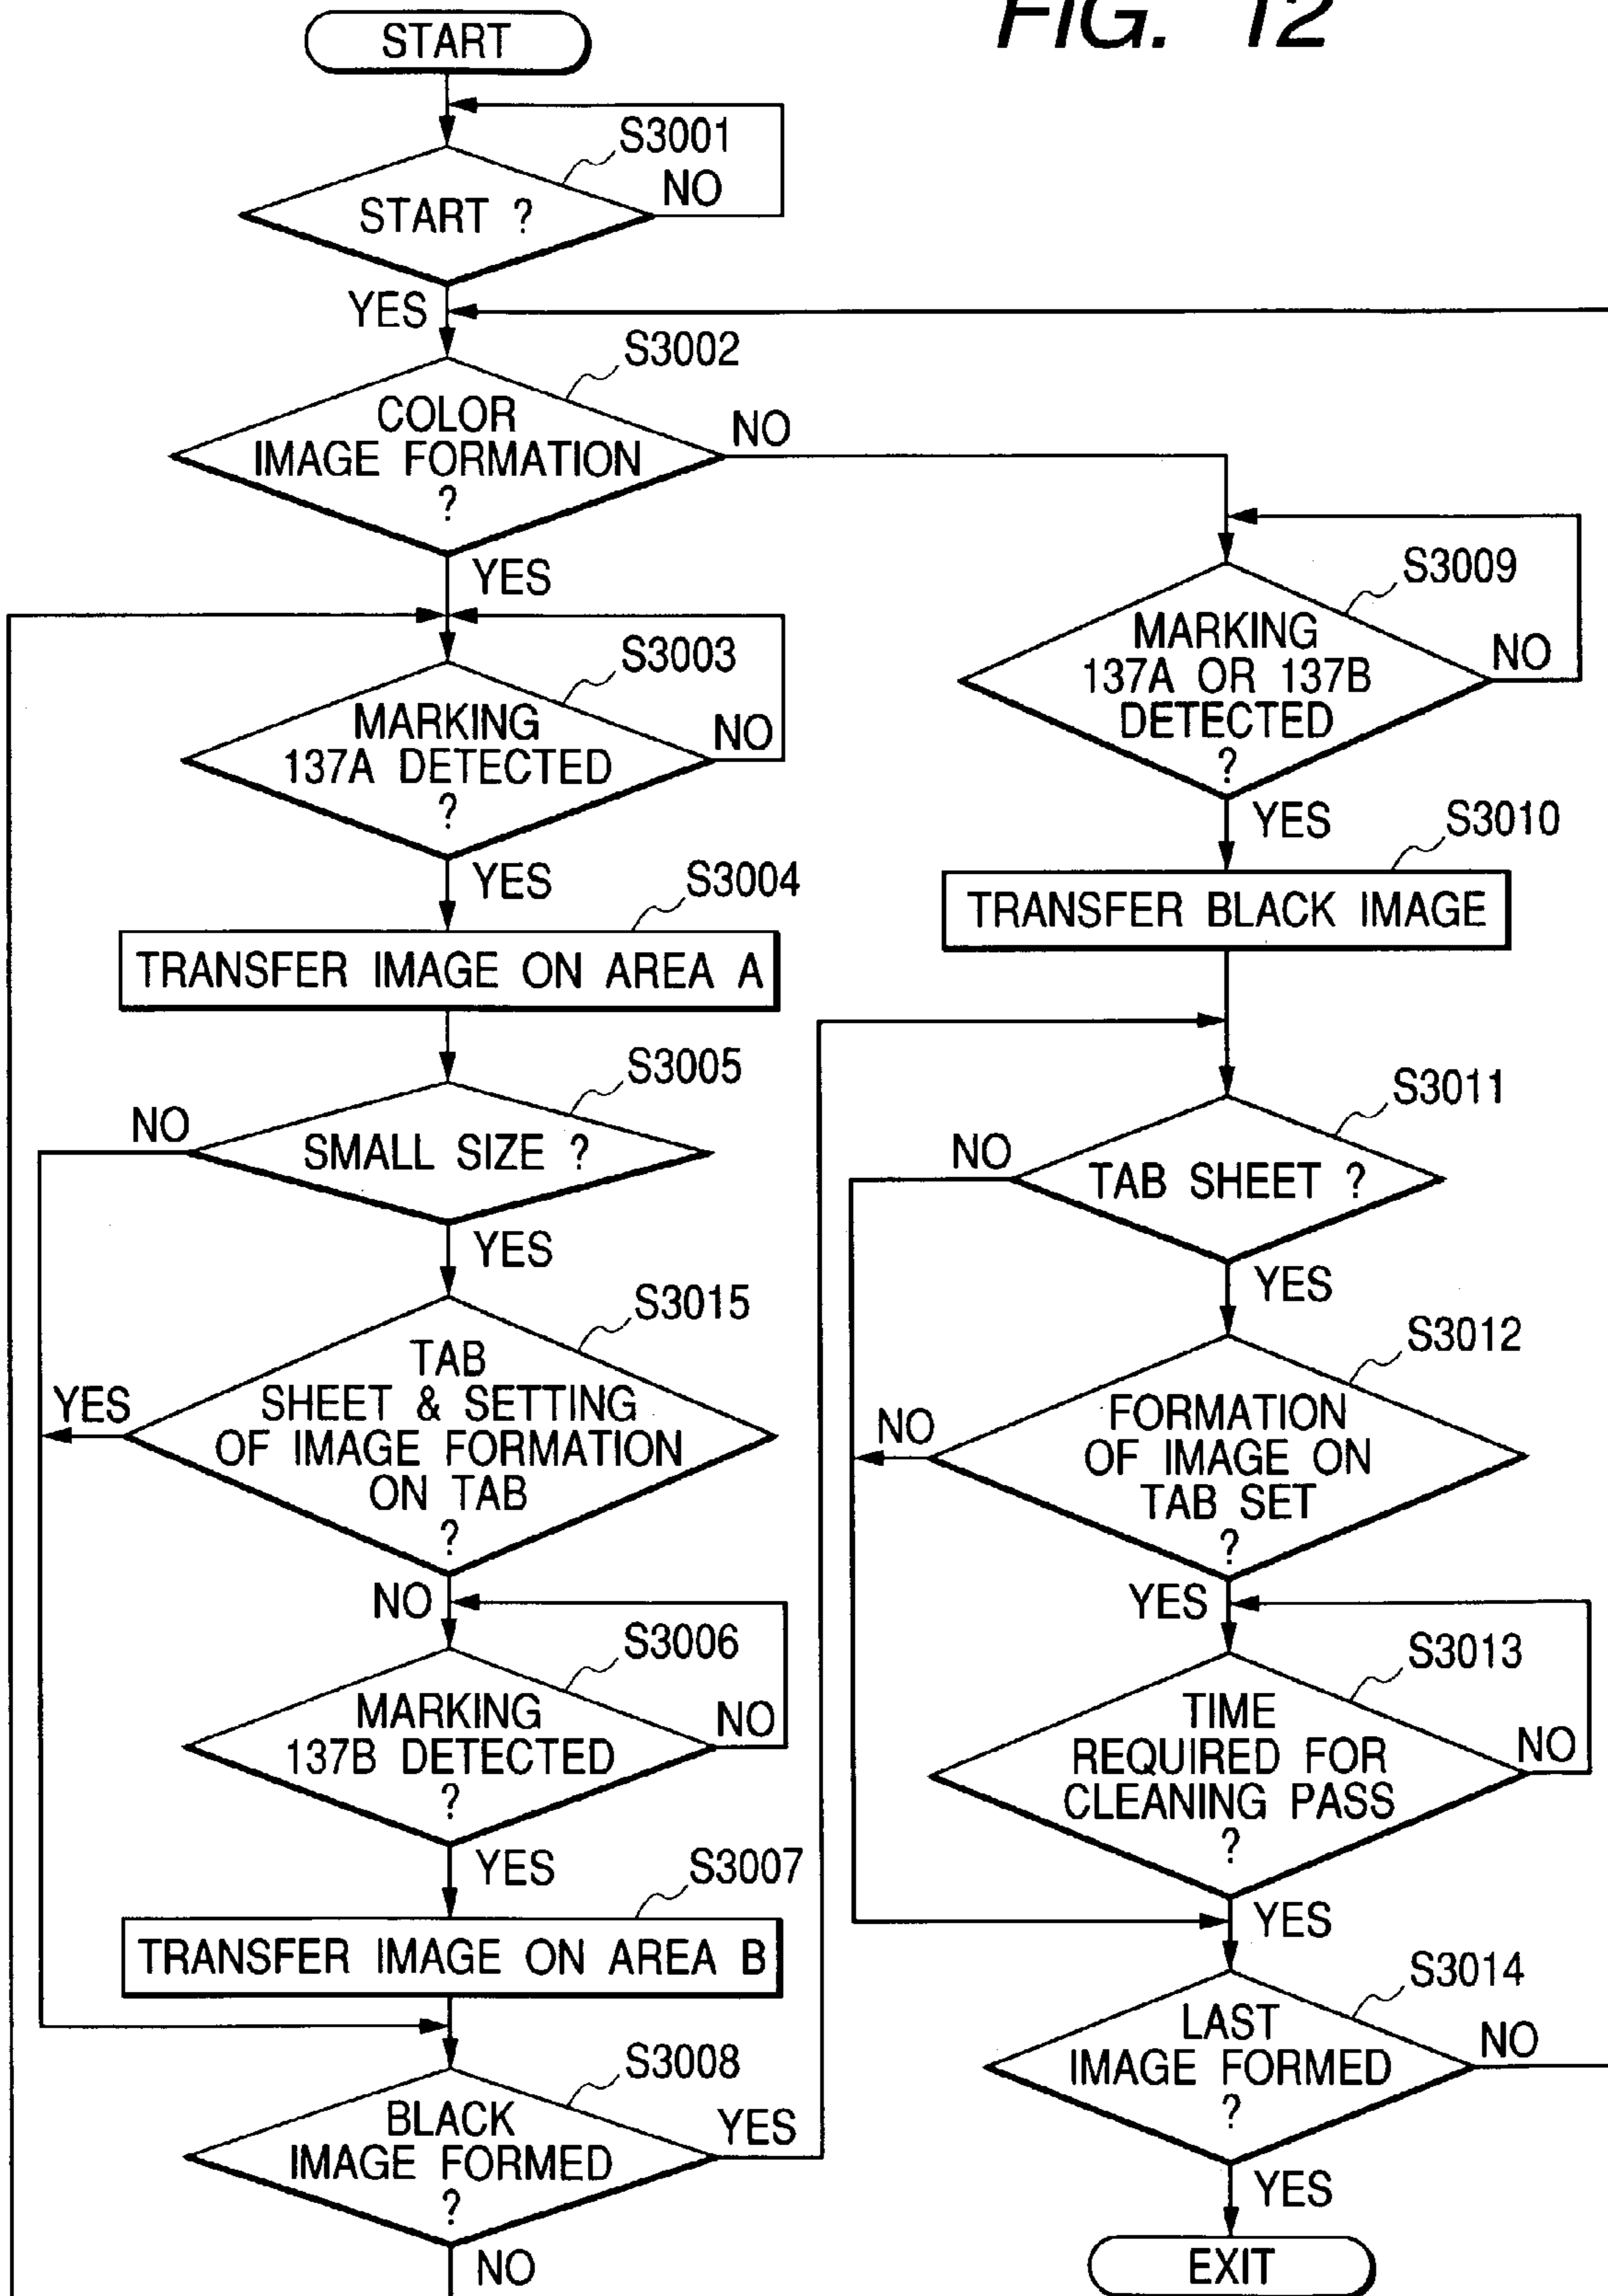 FIG. 12
START
S3001
START ?
NO
YES
S3002
COLOR
IMAGE FORMATION
?
NO
YES
S3003
MARKING
137A DETECTED
?
NO
YES
S3004
TRANSFER IMAGE ON AREA A
S3005
SMALL SIZE ?
NO
YES
S3015
TAB
SHEET & SETTING
OF IMAGE FORMATION
ON TAB
?
YES
NO
S3006
MARKING
137B DETECTED
?
NO
YES
S3007
TRANSFER IMAGE ON AREA B
S3008
BLACK
IMAGE FORMED
?
YES
NO
S3009
MARKING
137A OR 137B
DETECTED
?
NO
YES
S3010
TRANSFER BLACK IMAGE
S3011
TAB SHEET ?
NO
YES
S3012
FORMATION
OF IMAGE ON
TAB SET
?
NO
YES
S3013
TIME
REQUIRED FOR
CLEANING PASS
?
NO
YES
S3014
LAST
IMAGE FORMED
?
NO
YES
EXIT